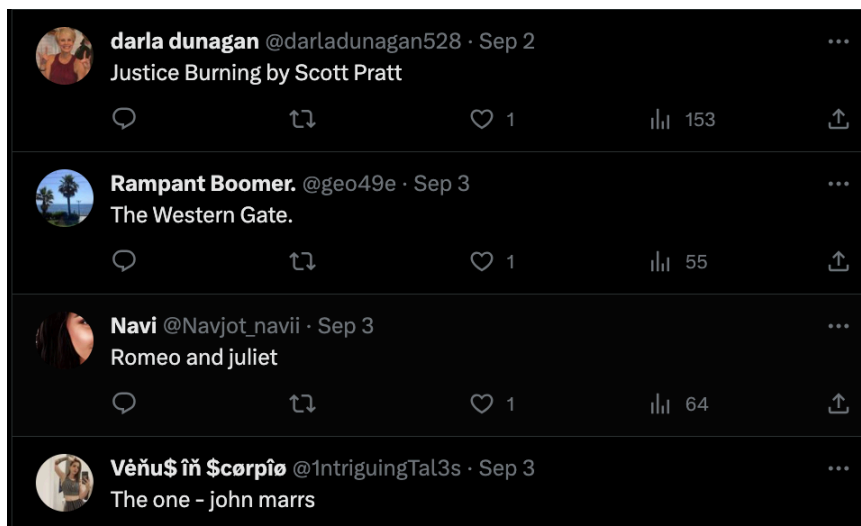 darla dunagan @darladunagan528 · Sep 2
Justice Burning by Scott Pratt
1 153
Rampant Boomer. @geo49e · Sep 3
The Western Gate.
1 55
Navi @Navjot_navii · Sep 3
Romeo and juliet
1 64
Vėňu$ îň $cørpîø @1ntriguingTal3s · Sep 3
The one - john marrs